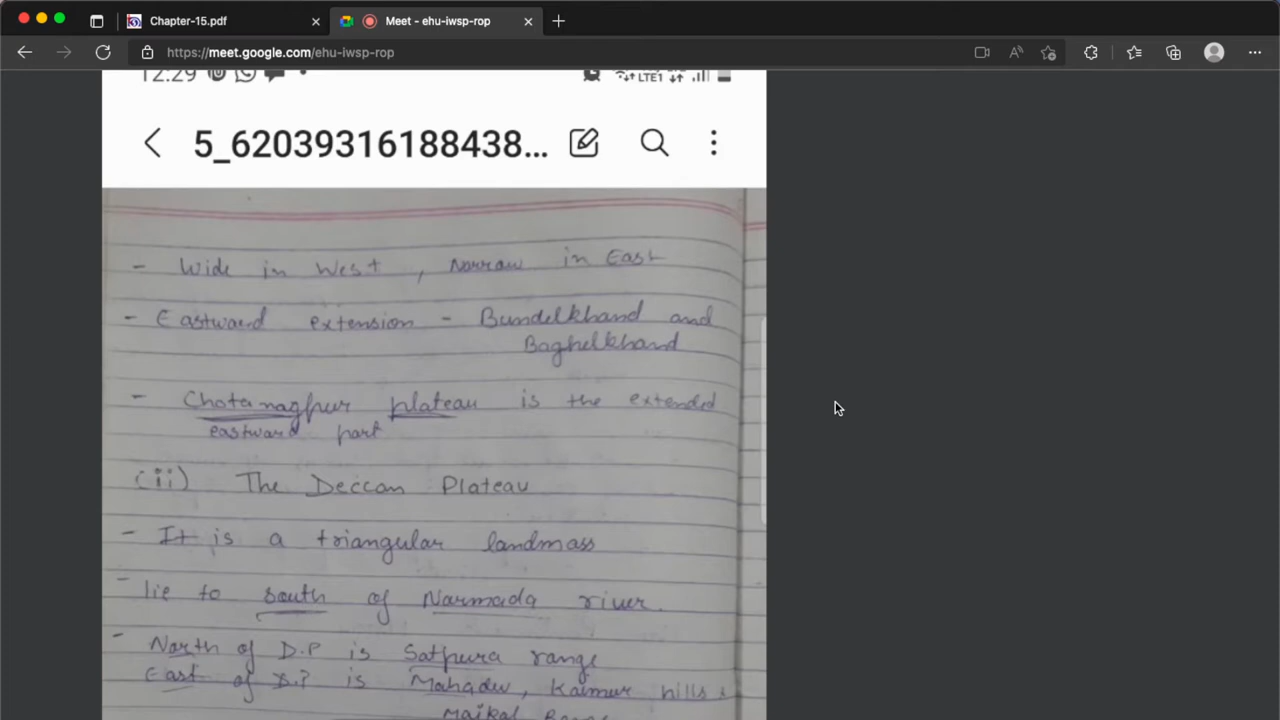 Chapter-15.pdf
Meet - ehu-iwsp-rop
https://meet.google.com/ehu-iwsp-rop
12:29
LTE1
5_62039316188438...
- Wide in West, Narrow in East
- Eastward extension - Bundelkhand and
Baghelkhand
- Chotanagpur plateau is the extended
eastward part
(ii) The Deccan Plateau
- It is a triangular landmass
- lie to south of Narmada river.
- North of D.P is Satpura range
East of D.P is Mahadev, Kaimur hills &
Maikal Range